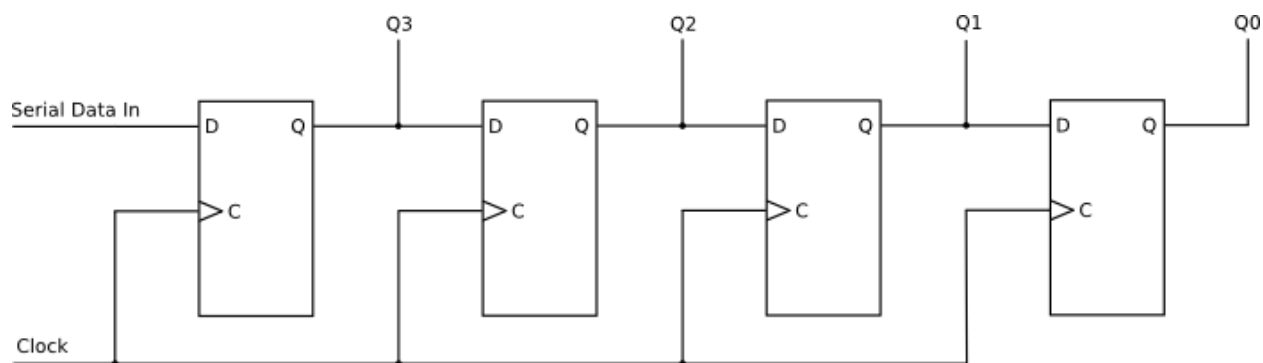 Q3 Q2 Q1 Q0
Serial Data In
D Q D Q D Q D Q
C C C C
Clock